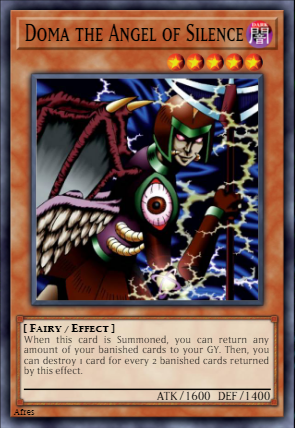 Doma the Angel of Silence
DARK
闇
[ Fairy / Effect ]
When this card is Summoned, you can return any
amount of your banished cards to your GY. Then, you
can destroy 1 card for every 2 banished cards returned
by this effect.
ATK/1600 DEF/1400
Afres